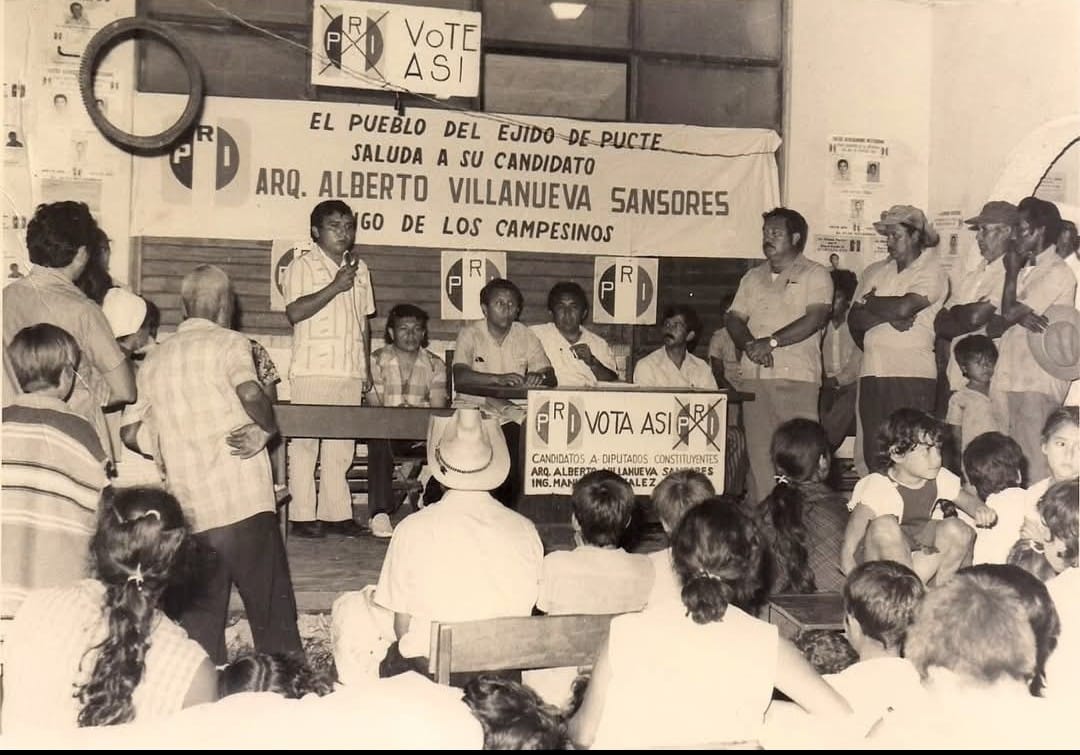 PRI VOTE
ASI
EL PUEBLO DEL EJIDO DE PUCTE
SALUDA A SU CANDIDATO
PRI
ARQ. ALBERTO VILLANUEVA SANSORES
DE LOS CAMPESINOS
PRI
PRI
PRI VOTA ASI PRI
CANDIDATOS A DIPUTADOS CONSTITUYENTES
ARQ. ALBERTO VILLANUEVA SANSORES
ING.